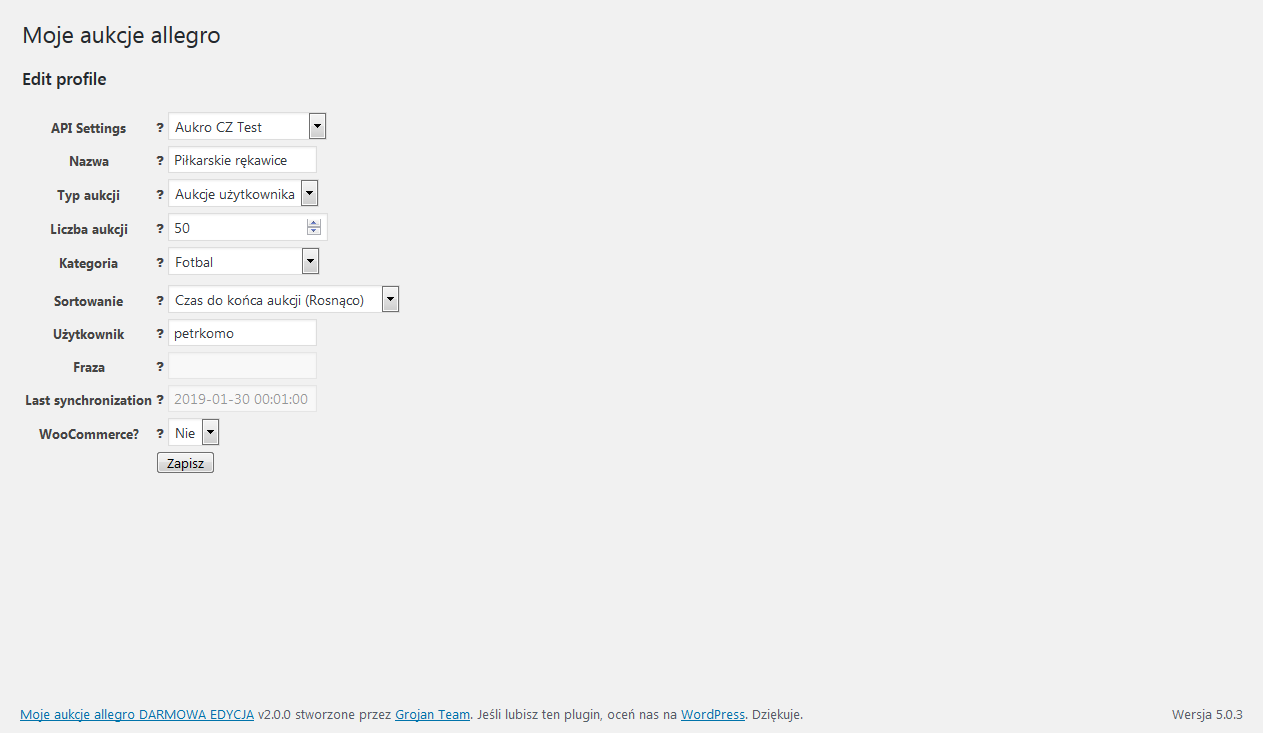 Moje aukcje allegro
Edit profile
API Settings ? Aukro CZ Test
Nazwa ? Piłkarskie rękawice
Typ aukcji ? Aukcje użytkownika
Liczba aukcji ? 50
Kategoria ? Fotbal
Sortowanie ? Czas do końca aukcji (Rosnąco)
Użytkownik ? petrkomo
Fraza ?
Last synchronization ? 2019-01-30 00:01:00
WooCommerce? ? Nie
Zapisz
Moje aukcje allegro DARMOWA EDYCJA v2.0.0 stworzone przez Grojan Team. Jeśli lubisz ten plugin, oceń nas na WordPress. Dziękuje. Wersja 5.0.3